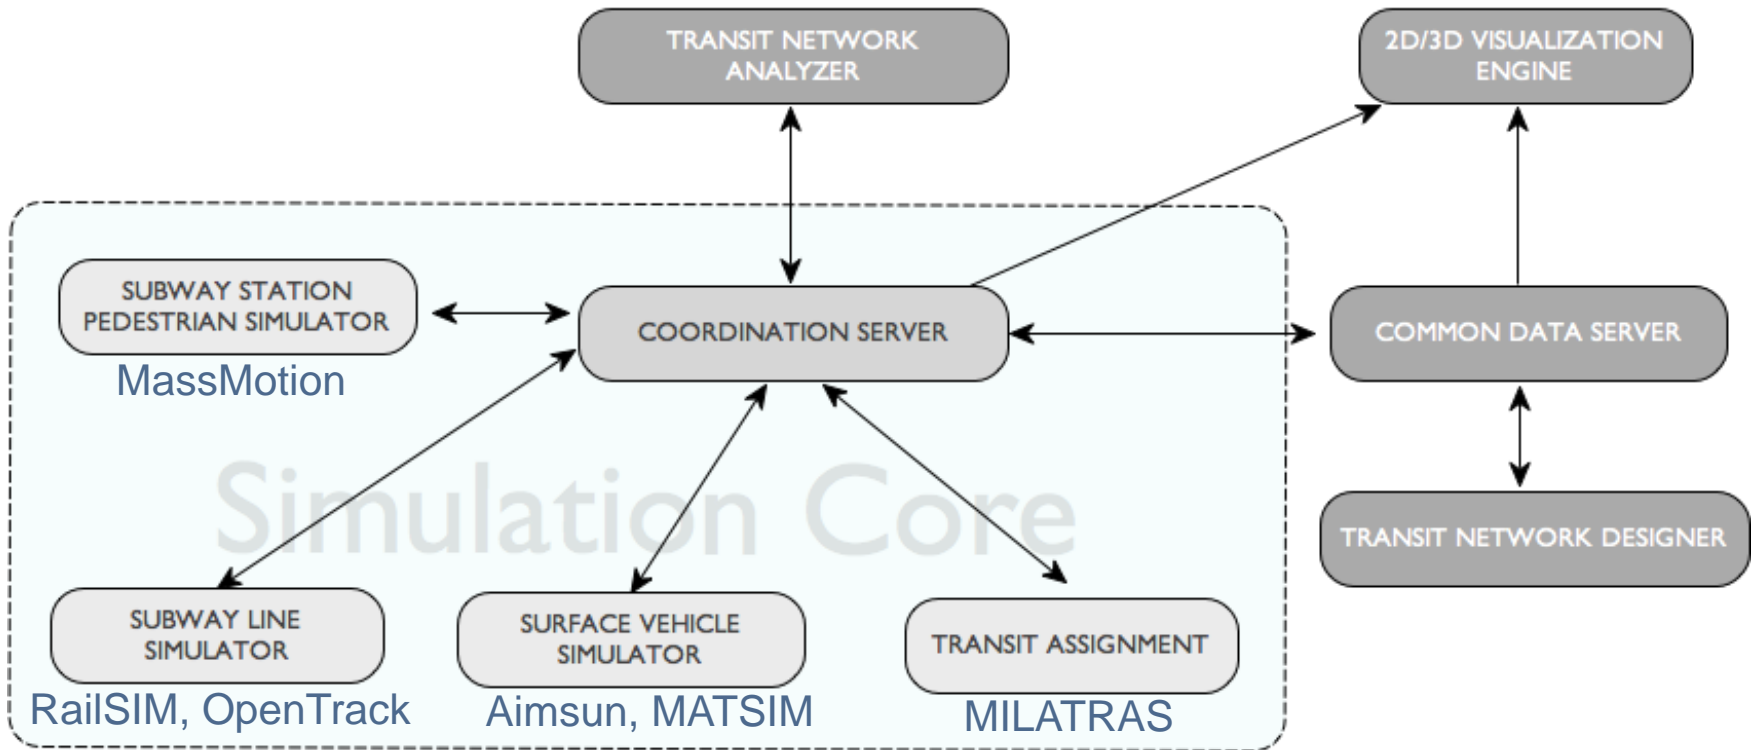 TRANSIT NETWORK
ANALYZER
2D/3D VISUALIZATION
ENGINE
SUBWAY STATION
PEDESTRIAN SIMULATOR
MassMotion
COORDINATION SERVER
COMMON DATA SERVER
Simulation Core
TRANSIT NETWORK DESIGNER
SUBWAY LINE
SIMULATOR
RailSIM, OpenTrack
SURFACE VEHICLE
SIMULATOR
Aimsun, MATSIM
TRANSIT ASSIGNMENT
MILATRAS